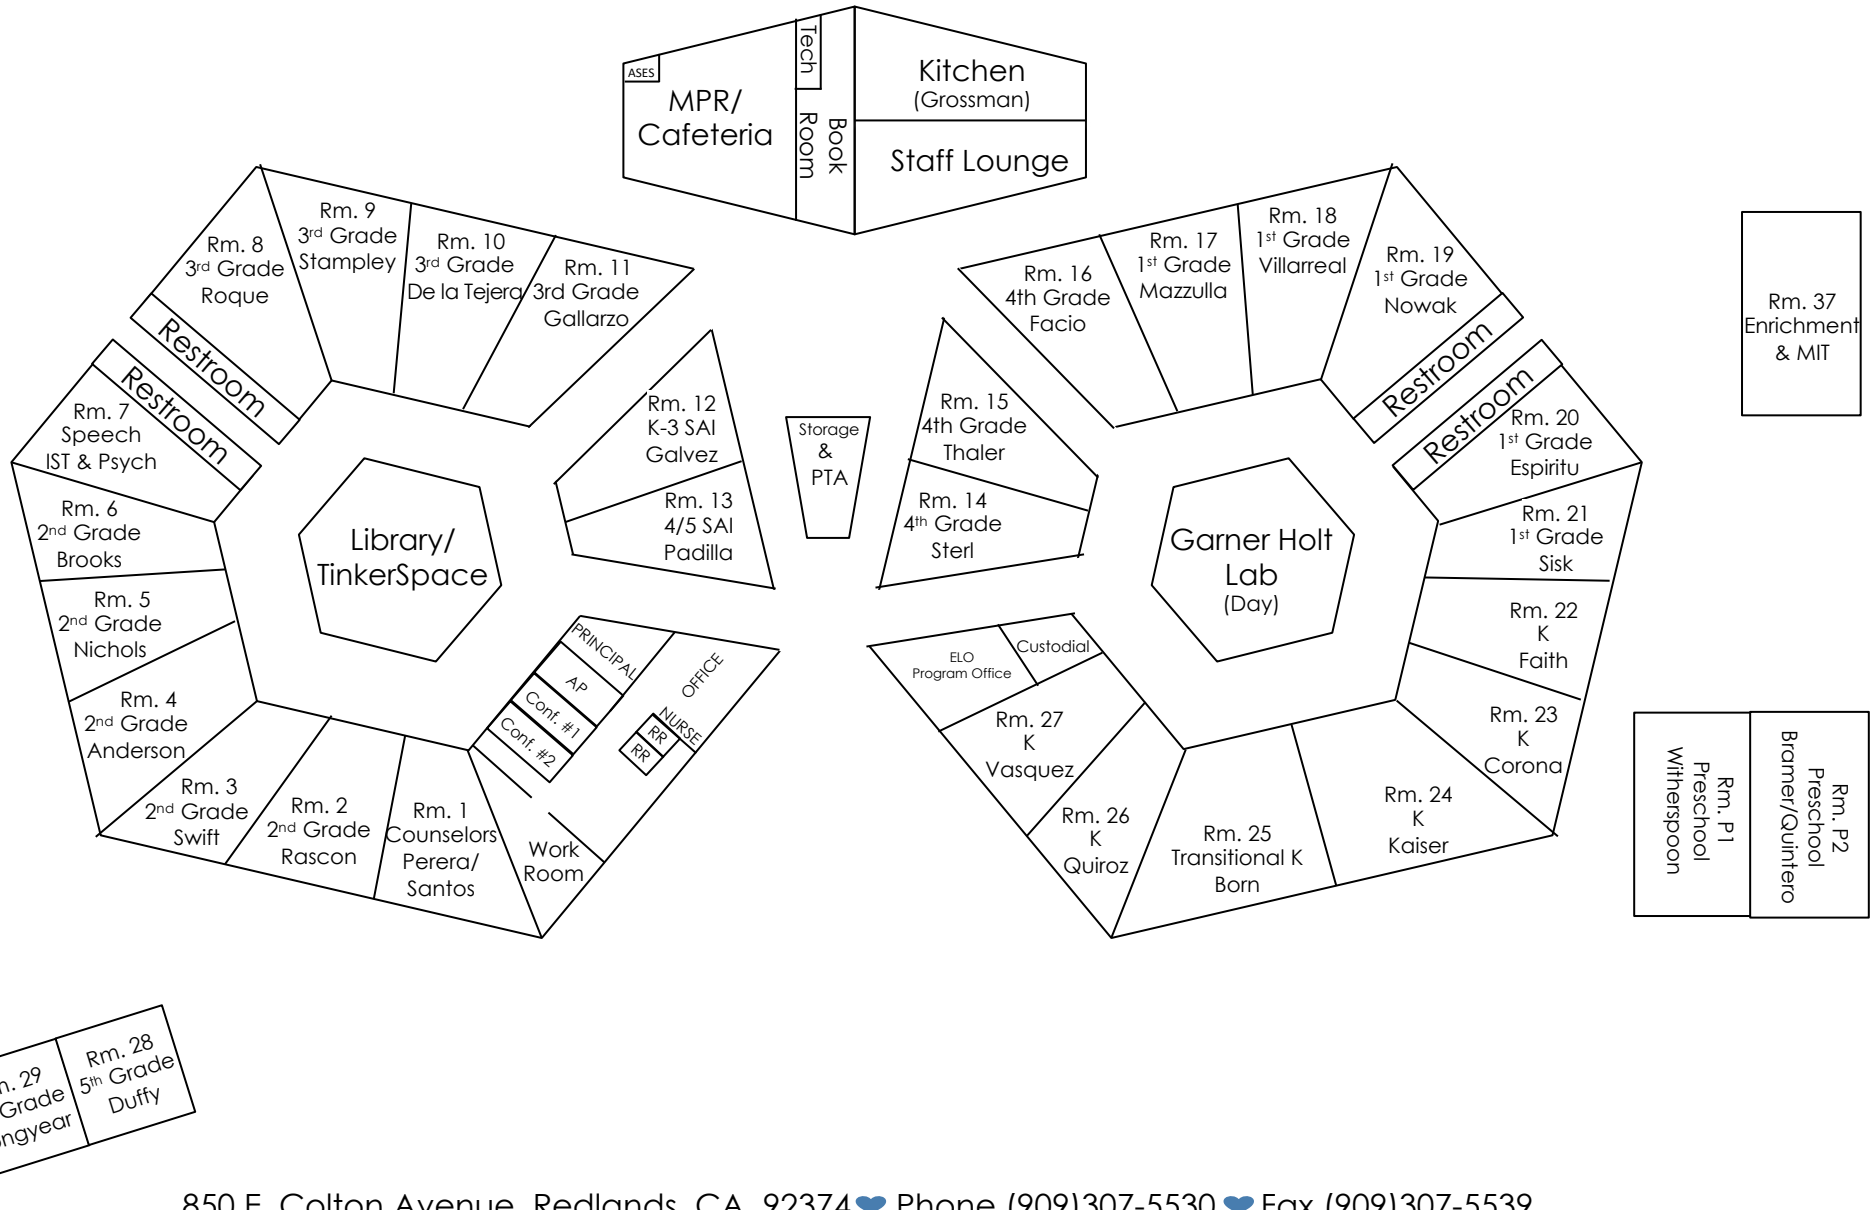 ASES
MPR/
Cafeteria
Tech
Book
Room
Kitchen
(Grossman)
Staff Lounge
Rm. 8
3rd Grade
Roque
Restroom
Rm. 9
3rd Grade
Stampley
Rm. 10
3rd Grade
De la Tejera
Rm. 11
3rd Grade
Gallarzo
Restroom
Rm. 7
Speech
IST & Psych
Rm. 6
2nd Grade
Brooks
Rm. 5
2nd Grade
Nichols
Rm. 4
2nd Grade
Anderson
Rm. 3
2nd Grade
Swift
Rm. 2
2nd Grade
Rascon
Rm. 1
Counselors
Perera/
Santos
Work
Room
Library/
TinkerSpace
Rm. 12
K-3 SAI
Galvez
Rm. 13
4/5 SAI
Padilla
PRINCIPAL
AP
Conf. #1
Conf. #2
OFFICE
NURSE
RR
RR
Storage
&
PTA
Rm. 16
4th Grade
Facio
Rm. 17
1st Grade
Mazzulla
Rm. 18
1st Grade
Villarreal
Rm. 19
1st Grade
Nowak
Restroom
Restroom
Rm. 20
1st Grade
Espiritu
Rm. 15
4th Grade
Thaler
Rm. 14
4th Grade
Sterl
Garner Holt
Lab
(Day)
Rm. 21
1st Grade
Sisk
Rm. 22
K
Faith
Rm. 23
K
Corona
Rm. 24
K
Kaiser
Rm. 25
Transitional K
Born
Rm. 26
K
Quiroz
Rm. 27
K
Vasquez
ELO
Program Office
Custodial
Rm. 37
Enrichment
& MIT
Rm. P1
Preschool
Witherspoon
Rm. P2
Preschool
Bramer/Quintero
29
Grade
Rm. 28
5th Grade
Duffy
850 E. Colton Avenue, Redlands, CA. 92374 Phone (909)307-5530 Fax (909)307-5539